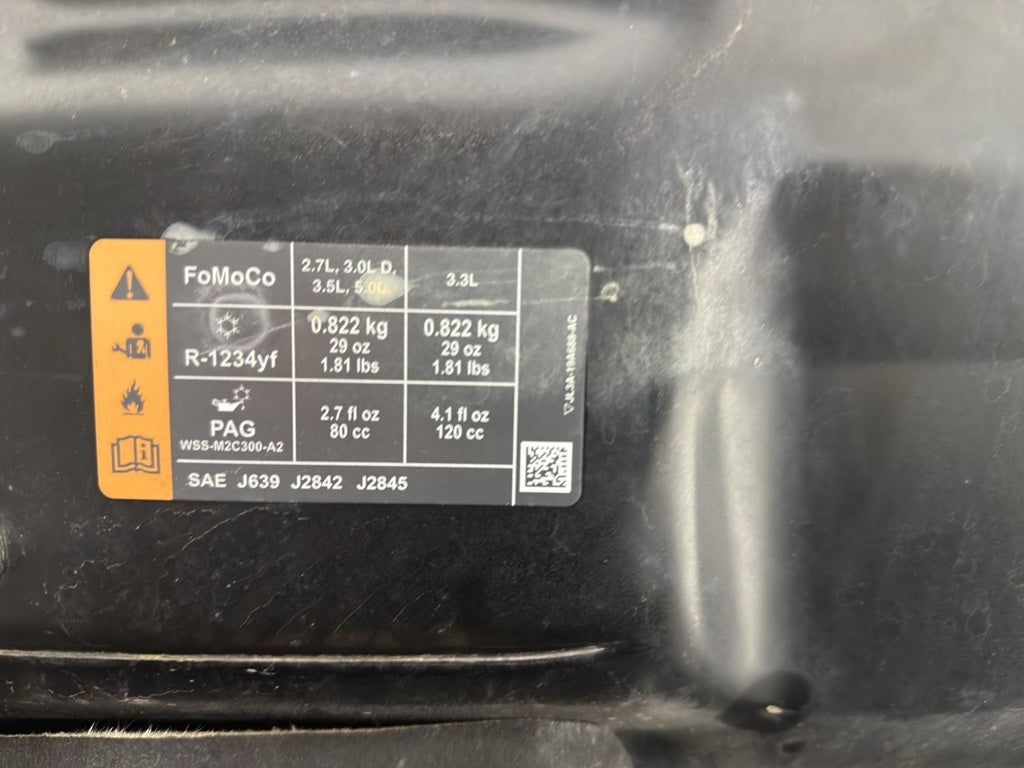 FoMoCo
2.7L, 3.0L D,
3.5L, 5.0L
3.3L
R-1234yf
0.822 kg
29 oz
1.81 lbs
0.822 kg
29 oz
1.81 lbs
PAG
WSS-M2C300-A2
2.7 fl oz
80 cc
4.1 fl oz
120 cc
SAE J639 J2842 J2845